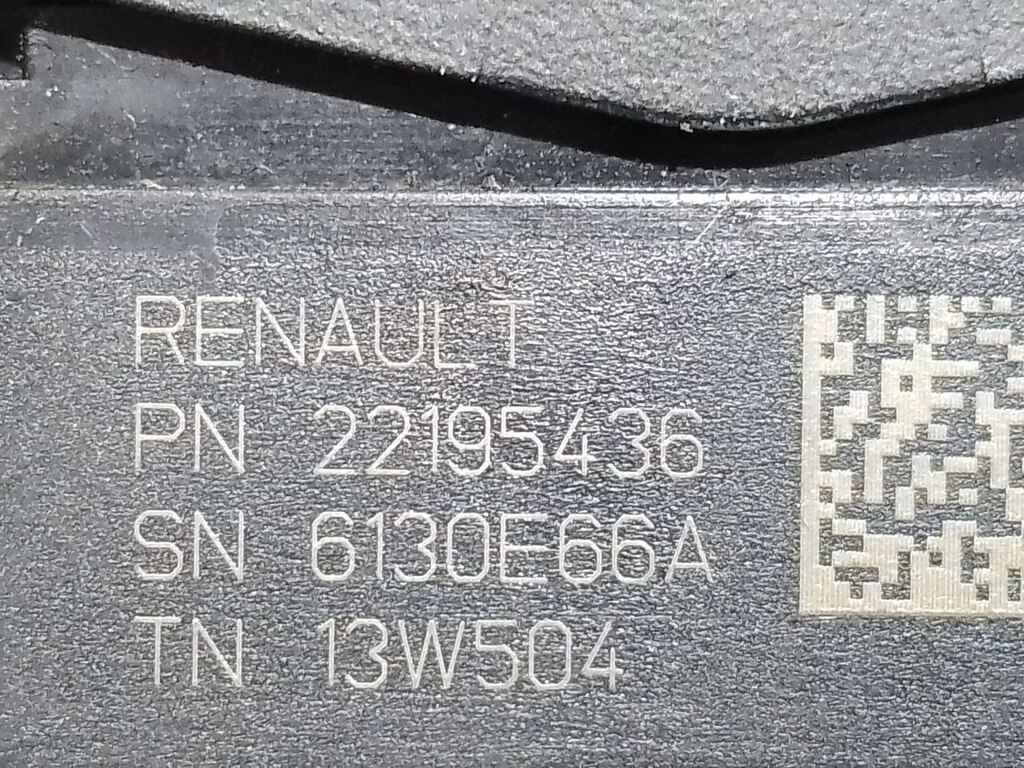 RENAULT
PN 22195436
SN 6130E66A
TN 13W504